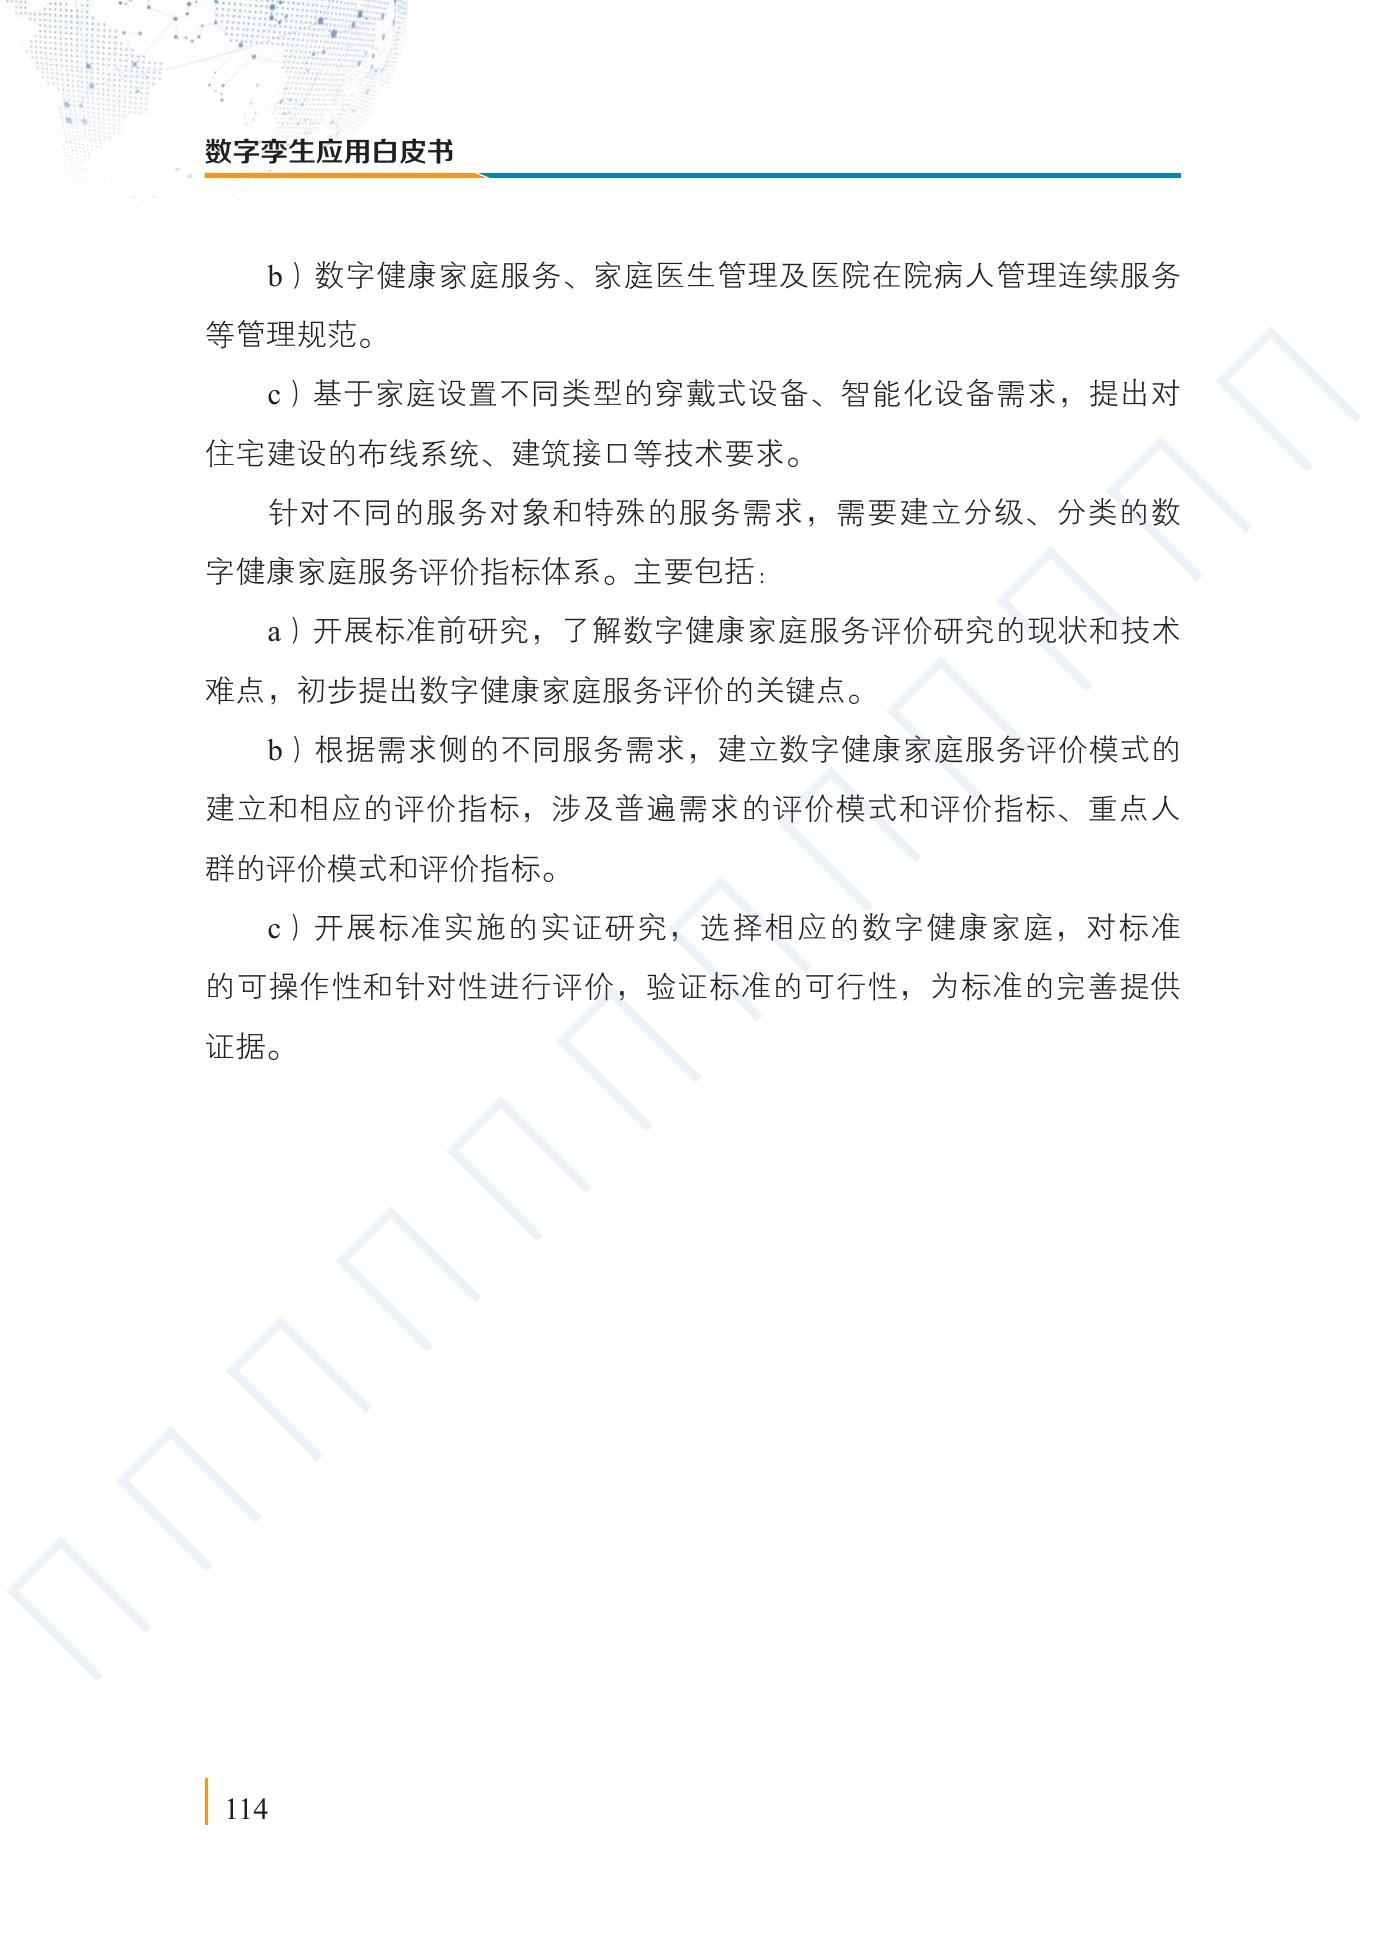 数字孪生应用白皮书
b）数字健康家庭服务、家庭医生管理及医院在院病人管理连续服务
等管理规范。
c）基于家庭设置不同类型的穿戴式设备、智能化设备需求，提出对
住宅建设的布线系统、建筑接口等技术要求。
针对不同的服务对象和特殊的服务需求，需要建立分级、分类的数
字健康家庭服务评价指标体系。主要包括：
a）开展标准前研究，了解数字健康家庭服务评价研究的现状和技术
难点，初步提出数字健康家庭服务评价的关键点。
b）根据需求侧的不同服务需求，建立数字健康家庭服务评价模式的
建立和相应的评价指标，涉及普遍需求的评价模式和评价指标、重点人
群的评价模式和评价指标。
c）开展标准实施的实证研究，选择相应的数字健康家庭，对标准
的可操作性和针对性进行评价，验证标准的可行性，为标准的完善提供
证据。
114